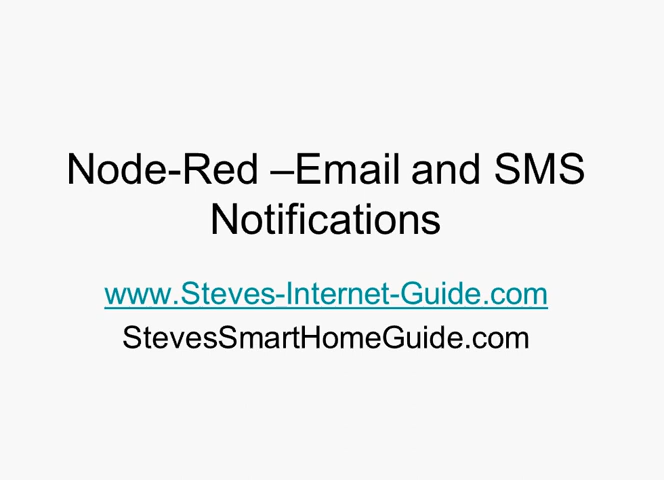 Node-Red –Email and SMS
Notifications
www.Steves-Internet-Guide.com
StevesSmartHomeGuide.com